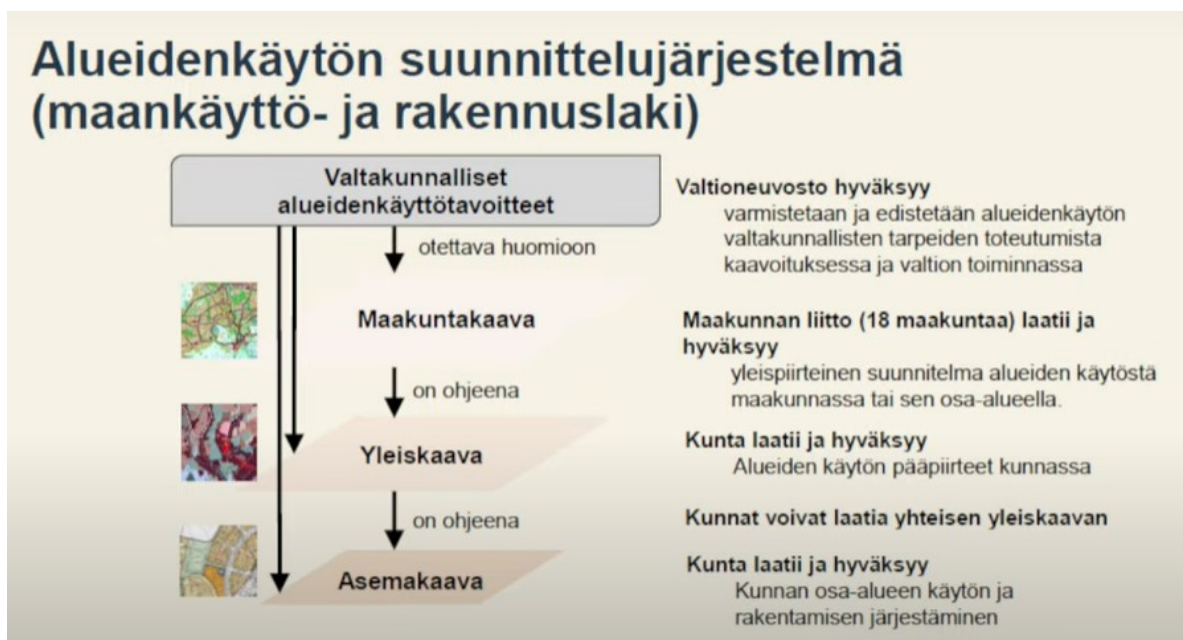 Alueidenkäytön suunnittelujärjestelmä
(maankäyttö- ja rakennuslaki)
Valtakunnalliset
alueidenkäyttötavoitteet
Valtioneuvosto hyväksyy
varmistetaan ja edistetään alueidenkäytön
valtakunnallisten tarpeiden toteutumista
kaavoituksessa ja valtion toiminnassa
otettava huomioon
Maakuntakaava
Maakunnan liitto (18 maakuntaa) laatii ja
hyväksyy
yleispiirteinen suunnitelma alueiden käytöstä
maakunnassa tai sen osa-alueella.
on ohjeena
Yleiskaava
Kunta laatii ja hyväksyy
Alueiden käytön pääpiirteet kunnassa
on ohjeena
Kunnat voivat laatia yhteisen yleiskaavan
Asemakaava
Kunta laatii ja hyväksyy
Kunnan osa-alueen käytön ja
rakentamisen järjestäminen